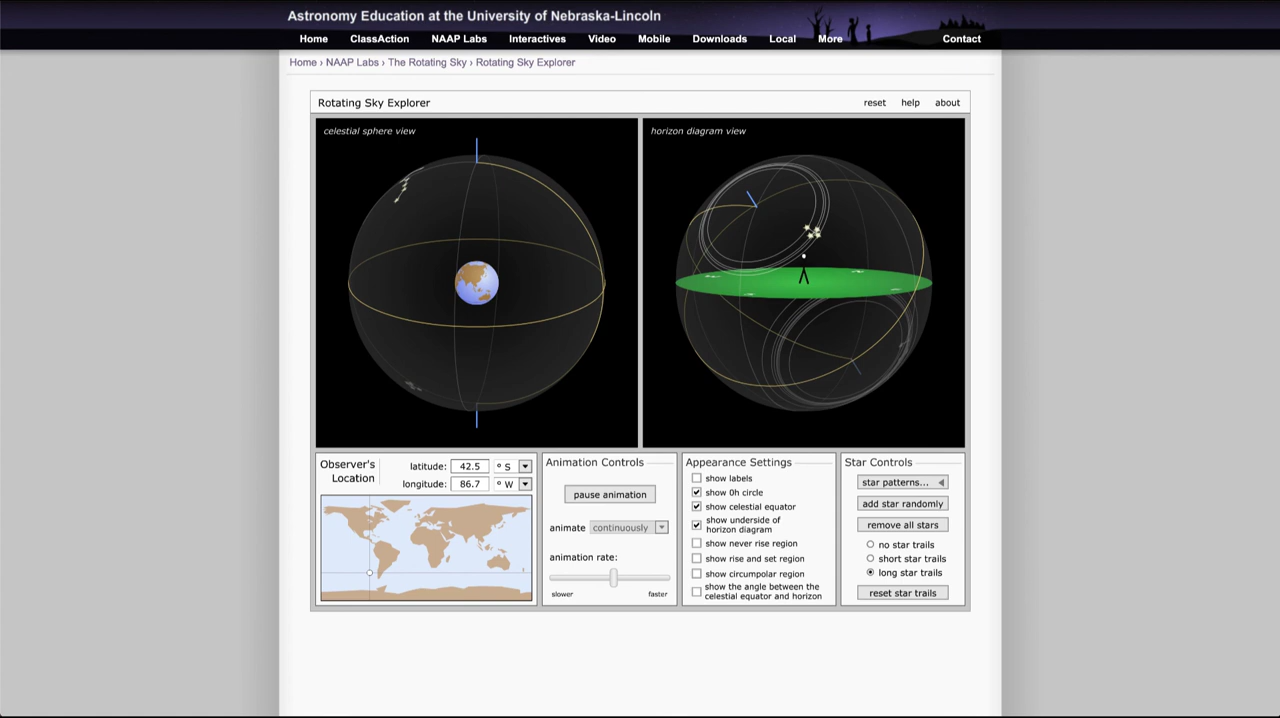 Astronomy Education at the University of Nebraska-Lincoln
Home ClassAction NAAP Labs Interactives Video Mobile Downloads Local More Contact
Home › NAAP Labs › The Rotating Sky › Rotating Sky Explorer
Rotating Sky Explorer reset help about
celestial sphere view
horizon diagram view
Observer's
Location
latitude: 42.5 ° S
longitude: 86.7 ° W
Animation Controls
pause animation
animate continuously
animation rate:
slower faster
Appearance Settings
show labels
show 0h circle
show celestial equator
show underside of
horizon diagram
show never rise region
show rise and set region
show circumpolar region
show the angle between the
celestial equator and horizon
Star Controls
star patterns...
add star randomly
remove all stars
no star trails
short star trails
long star trails
reset star trails